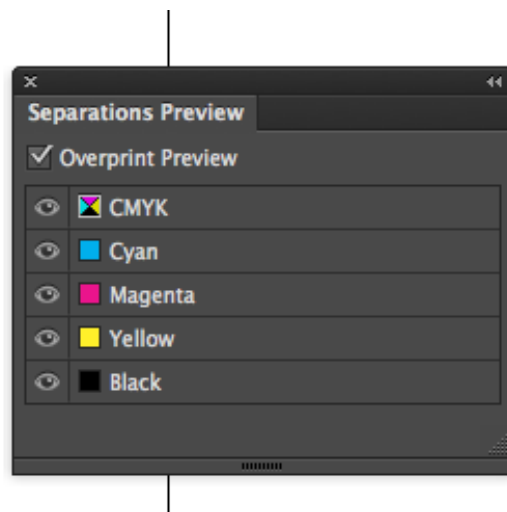 Separations Preview
Overprint Preview
CMYK
Cyan
Magenta
Yellow
Black